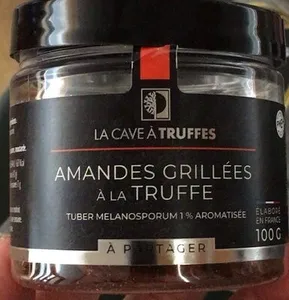 LA CAVE À TRUFFES
AMANDES GRILLÉES
À LA TRUFFE
TUBER MELANOSPORUM 1% AROMATISÉE
ÉLABORÉ
EN FRANCE
100 G
À PARTAGER